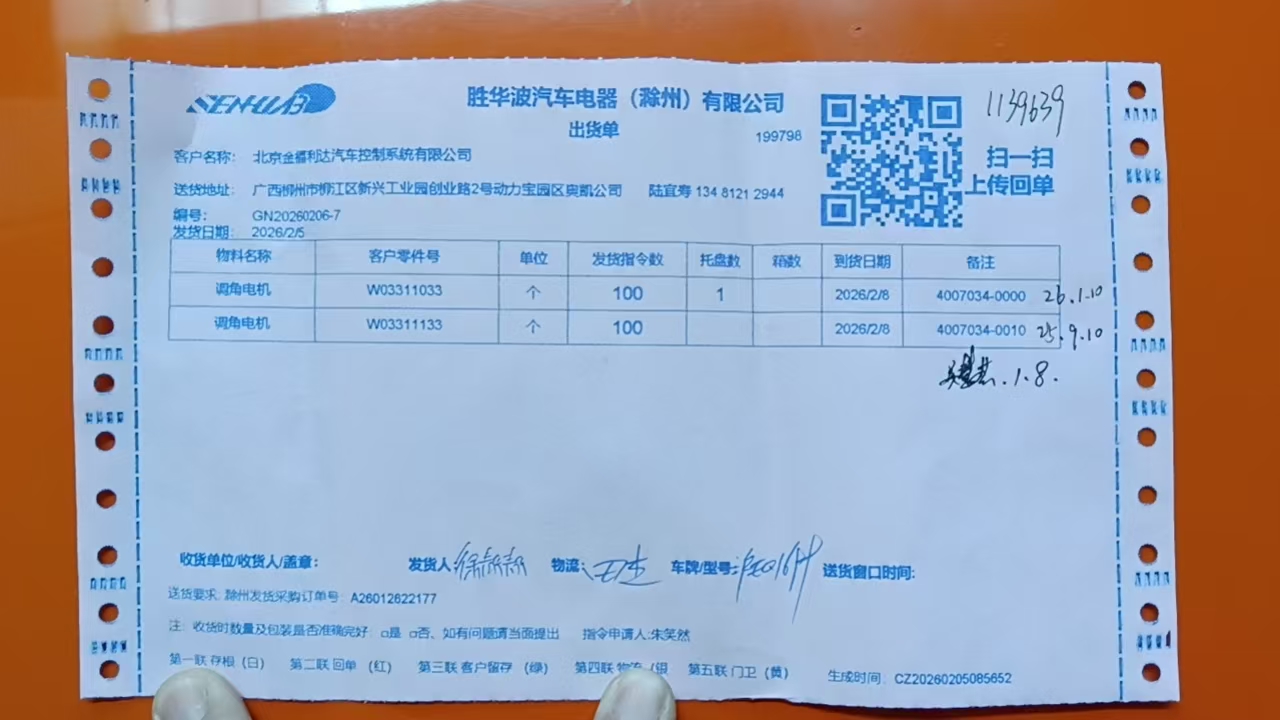 SENHUAB
胜华波汽车电器（滁州）有限公司
出货单
199798
1139639
扫一扫
上传回单
客户名称： 北京金福利达汽车控制系统有限公司
送货地址： 广西柳州市柳江区新兴工业园创业路2号动力宝园区奥凯公司 陆宜寿 134 8121 2944
编号： GN20260206-7
发货日期： 2026/2/5
物料名称 客户零件号 单位 发货指令数 托盘数 箱数 到货日期 备注
调角电机 W03311033 个 100 1 2026/2/8 4007034-0000 26.1.10
调角电机 W03311133 个 100 2026/2/8 4007034-0010 25.9.10
.1.8.
收货单位/收货人/盖章： 发货人 物流： 车牌/型号： 送货窗口时间：
送货要求 滁州发货采购订单号： A26012822177
注： 收货时数量及包装是否准确完好： □是 □否、如有问题请当面提出 指令申请人:朱笑然
第一联 存根（白） 第二联 回单 （红） 第三联 客户留存 （绿） 第四联 物流（银 第五联 门卫（黄） 生成时间： CZ20260205085652